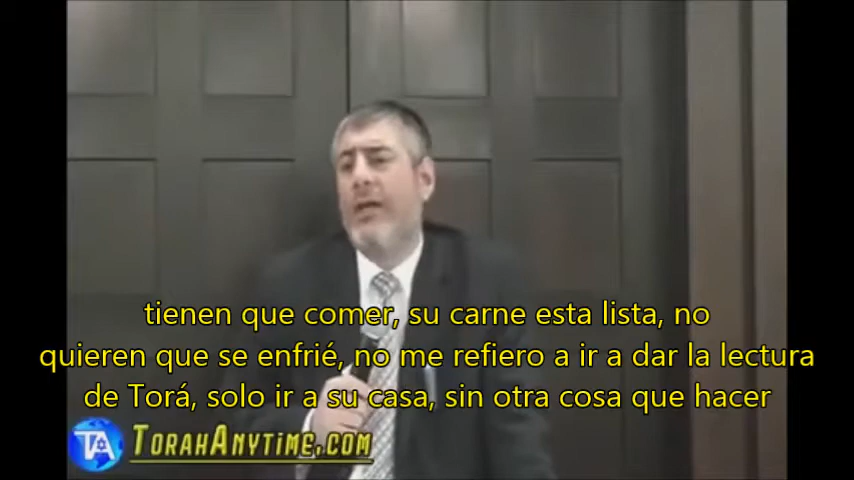 tienen que comer, su carne esta lista, no
quieren que se enfrié, no me refiero a ir a dar la lectura
de Torá, solo ir a su casa, sin otra cosa que hacer
TA TORAHANYTIME.COM